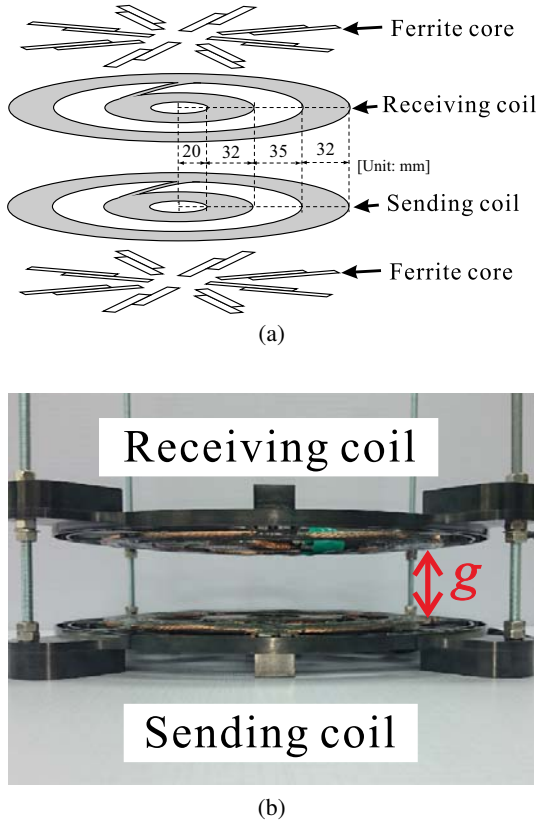 Ferrite core
Receiving coil
20 32 35 32
[Unit: mm]
Sending coil
Ferrite core
(a)
Receiving coil
g
Sending coil
(b)